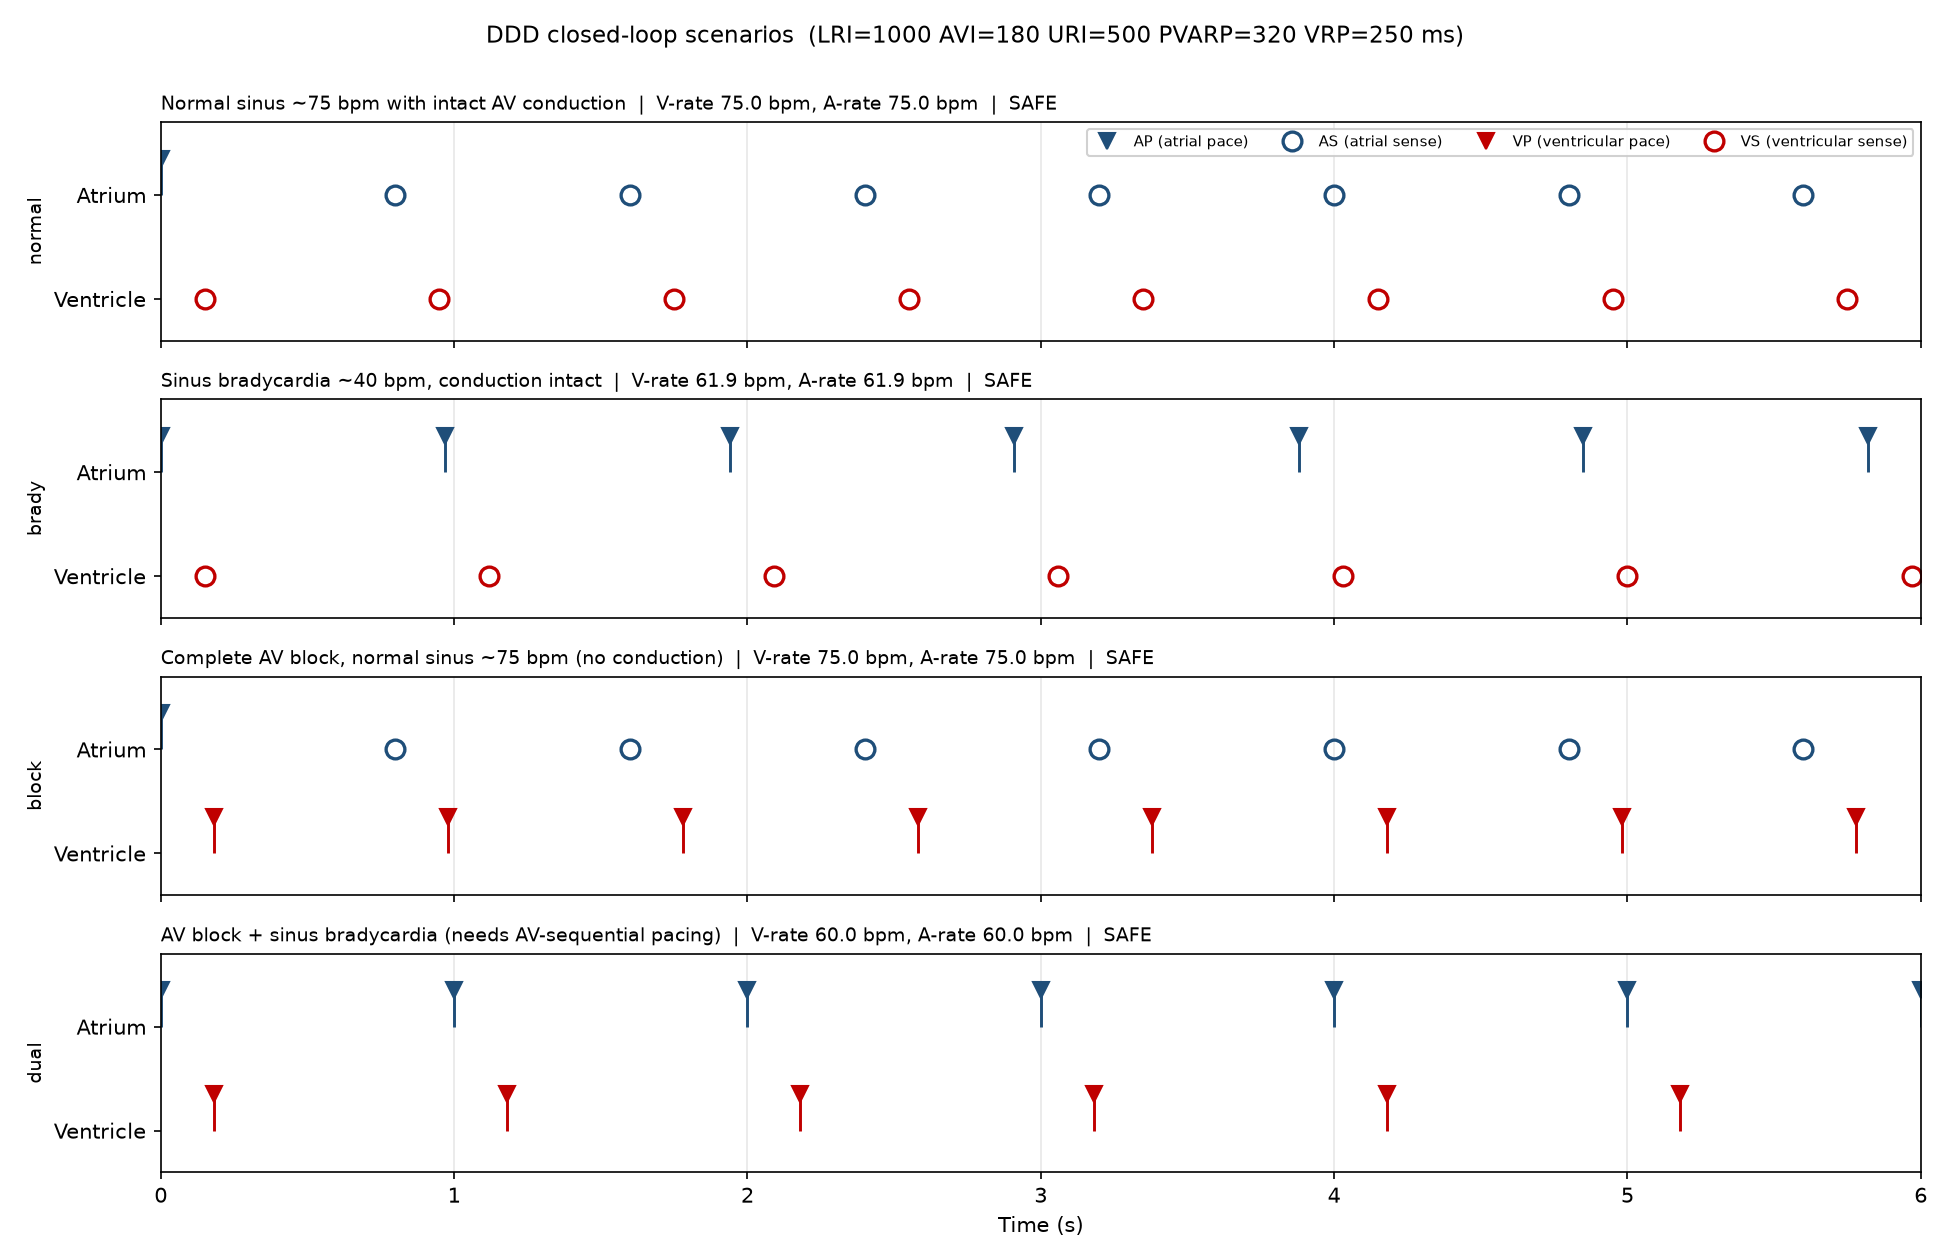 DDD closed-loop scenarios (LRI=1000 AVI=180 URI=500 PVARP=320 VRP=250 ms)
Normal sinus ~75 bpm with intact AV conduction | V-rate 75.0 bpm, A-rate 75.0 bpm | SAFE
AP (atrial pace) AS (atrial sense) VP (ventricular pace) VS (ventricular sense)
Atrium
normal
Ventricle
Sinus bradycardia ~40 bpm, conduction intact | V-rate 61.9 bpm, A-rate 61.9 bpm | SAFE
Atrium
brady
Ventricle
Complete AV block, normal sinus ~75 bpm (no conduction) | V-rate 75.0 bpm, A-rate 75.0 bpm | SAFE
Atrium
block
Ventricle
AV block + sinus bradycardia (needs AV-sequential pacing) | V-rate 60.0 bpm, A-rate 60.0 bpm | SAFE
Atrium
dual
Ventricle
0 1 2 3 4 5 6
Time (s)